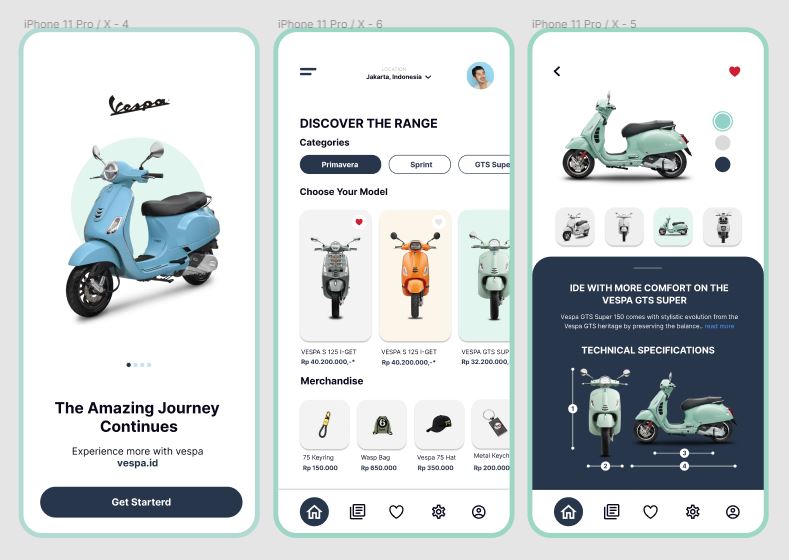 iPhone 11 Pro / X - 4
Vespa
The Amazing Journey
Continues
Experience more with vespa
vespa.id
Get Starterd
iPhone 11 Pro / X - 6
LOCATION
Jakarta, Indonesia
DISCOVER THE RANGE
Categories
Primavera
Sprint
GTS Supe
Choose Your Model
VESPA S 125 I-GET
Rp 40.200.000,-*
VESPA S 125 I-GET
Rp 40.200.000,-*
VESPA GTS SUP
Rp 32.200.000,
Merchandise
6
75 Keyring
Rp 150.000
Wasp Bag
Rp 650.000
Vespa 75 Hat
Rp 350.000
Metal Keych
Rp 200.000
iPhone 11 Pro / X - 5
IDE WITH MORE COMFORT ON THE
VESPA GTS SUPER
Vespa GTS Super 150 comes with stylistic evolution from the
Vespa GTS heritage by preserving the balance.. read more
TECHNICAL SPECIFICATIONS
1
3
2
4